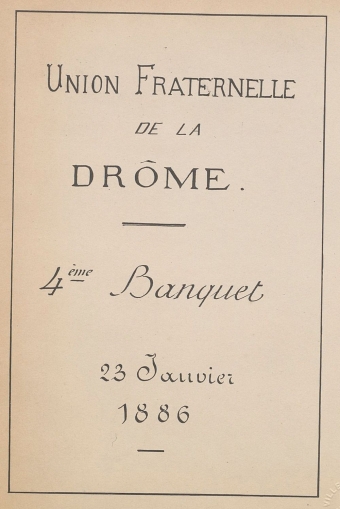 UNION FRATERNELLE
DE LA
DRÔME.
4ème Banquet
23 Janvier
1886